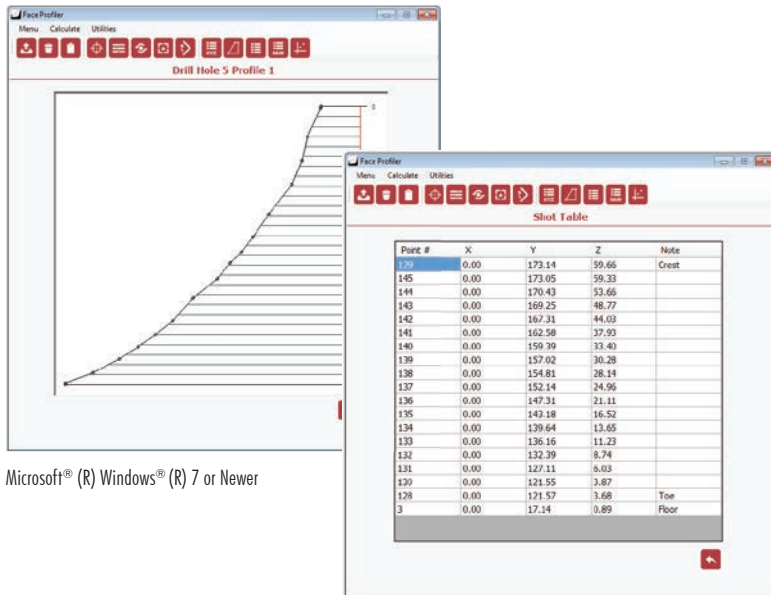 Face Profiler
Menu Calculate Utilities
XYZ
Drill Hole 5 Profile 1
0
Microsoft® (R) Windows® (R) 7 or Newer
Face Profiler
Menu Calculate Utilities
XYZ
Shot Table
Point # X Y Z Note
129 0.00 173.14 59.66 Crest
145 0.00 173.05 59.33
144 0.00 170.43 53.66
143 0.00 169.25 48.77
142 0.00 167.31 44.03
141 0.00 162.58 37.93
140 0.00 159.39 33.40
139 0.00 157.02 30.28
138 0.00 154.81 28.14
137 0.00 152.14 24.96
136 0.00 147.31 21.11
135 0.00 143.18 16.52
134 0.00 139.64 13.65
133 0.00 136.16 11.23
132 0.00 132.39 8.74
131 0.00 127.11 6.03
130 0.00 121.55 3.87
128 0.00 121.57 3.68 Toe
3 0.00 17.14 0.89 Floor